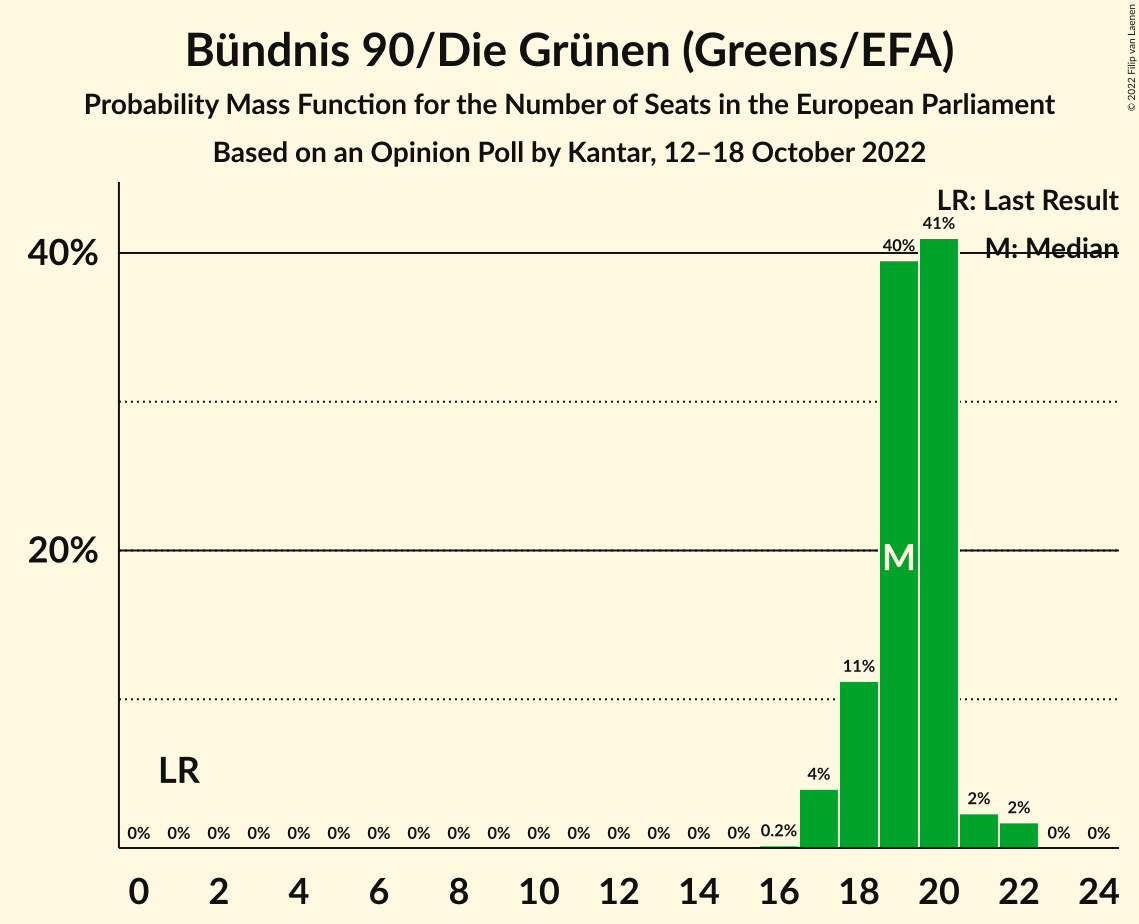 Bündnis 90/Die Grünen (Greens/EFA)
Probability Mass Function for the Number of Seats in the European Parliament
Based on an Opinion Poll by Kantar, 12–18 October 2022
© 2022 Filip van Laenen
LR: Last Result
M: Median
41%
40%
40%
20%
M
11%
LR
4%
0% 0% 0% 0% 0% 0% 0% 0% 0% 0% 0% 0% 0% 0% 0% 0% 0.2% 2% 2% 0% 0%
0 2 4 6 8 10 12 14 16 18 20 22 24